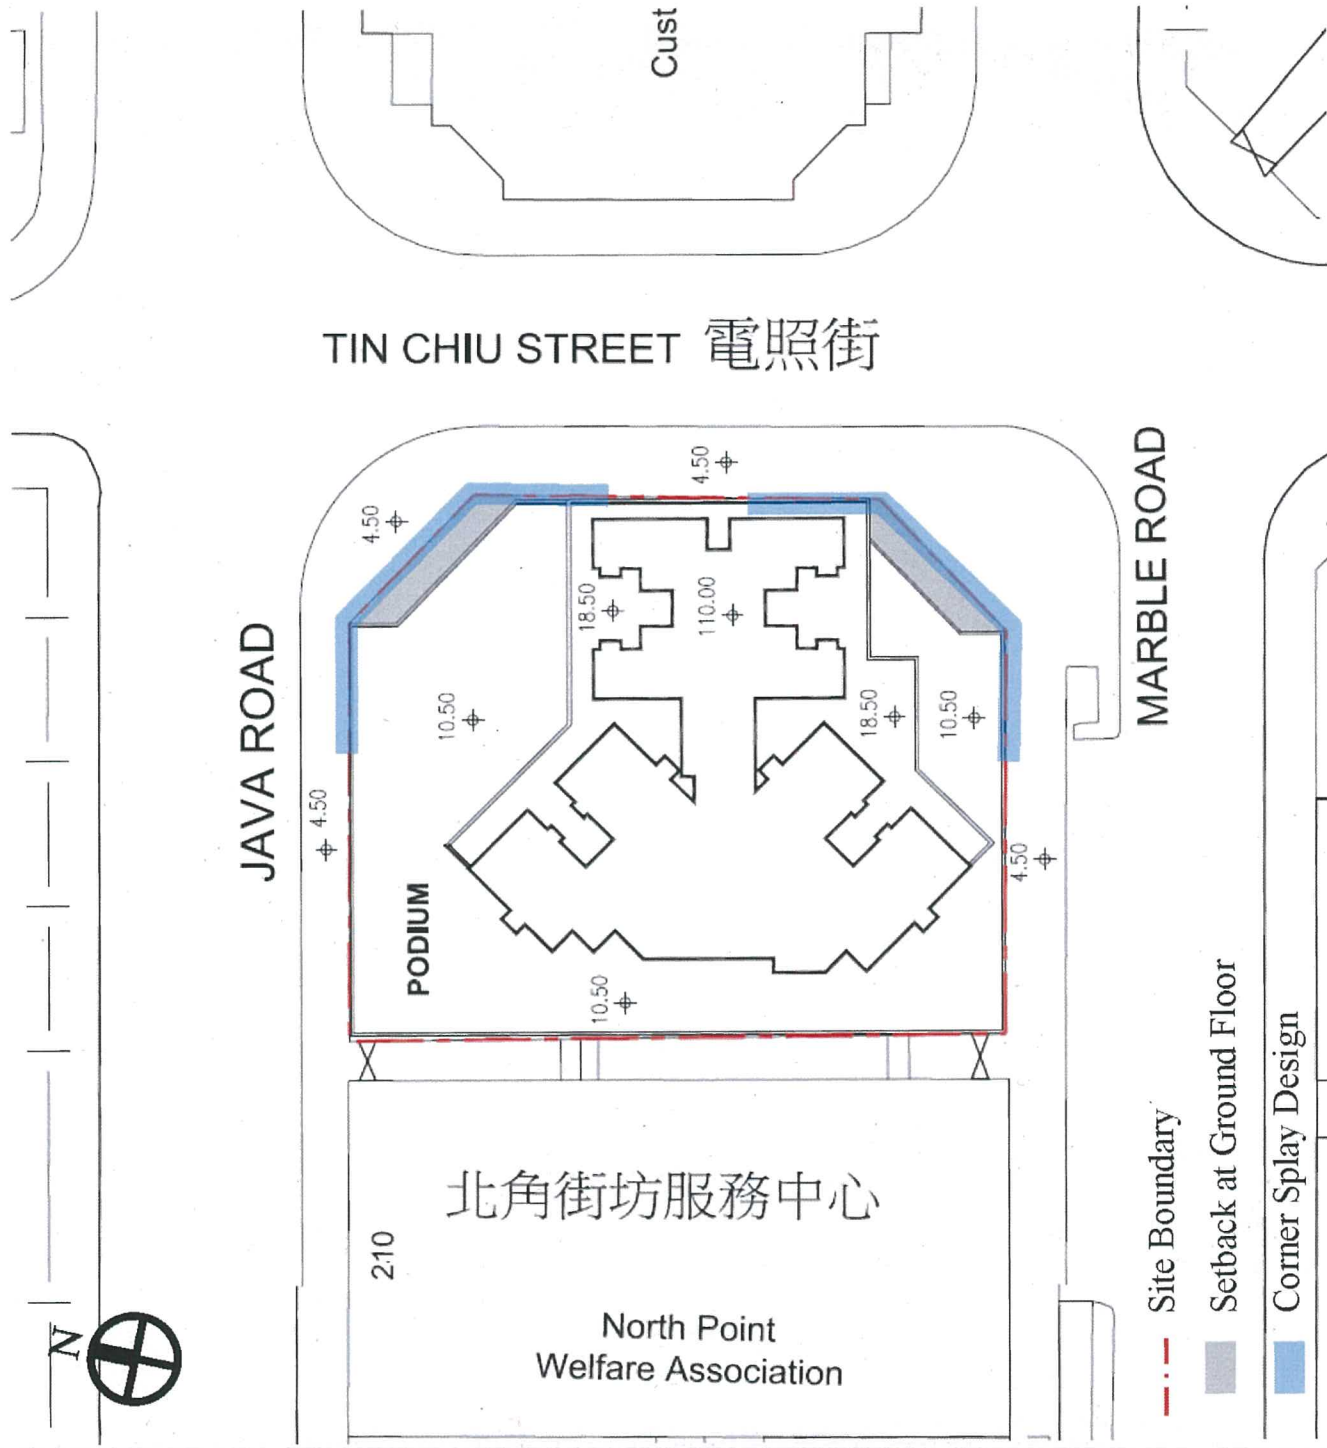 Cust
TIN CHIU STREET 電照街
4.50
4.50
JAVA ROAD
MARBLE ROAD
18.50
110.00
10.50
18.50
10.50
4.50
4.50
PODIUM
10.50
北角街坊服務中心
210
North Point
Welfare Association
N
Site Boundary
Setback at Ground Floor
Corner Splay Design